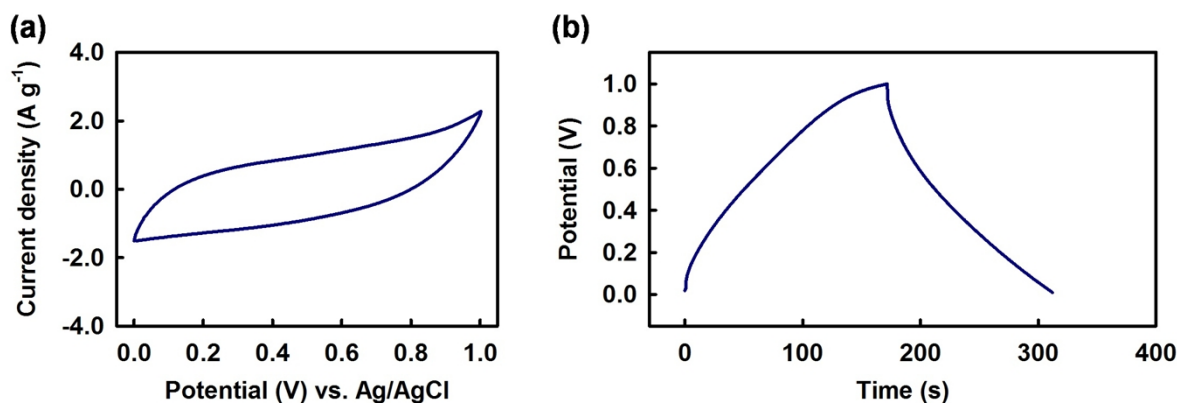 (a)
4.0
2.0
0.0
-2.0
-4.0
Current density (A g⁻¹)
0.0 0.2 0.4 0.6 0.8 1.0
Potential (V) vs. Ag/AgCl
(b)
1.0
0.8
0.6
0.4
0.2
0.0
Potential (V)
0 100 200 300 400
Time (s)